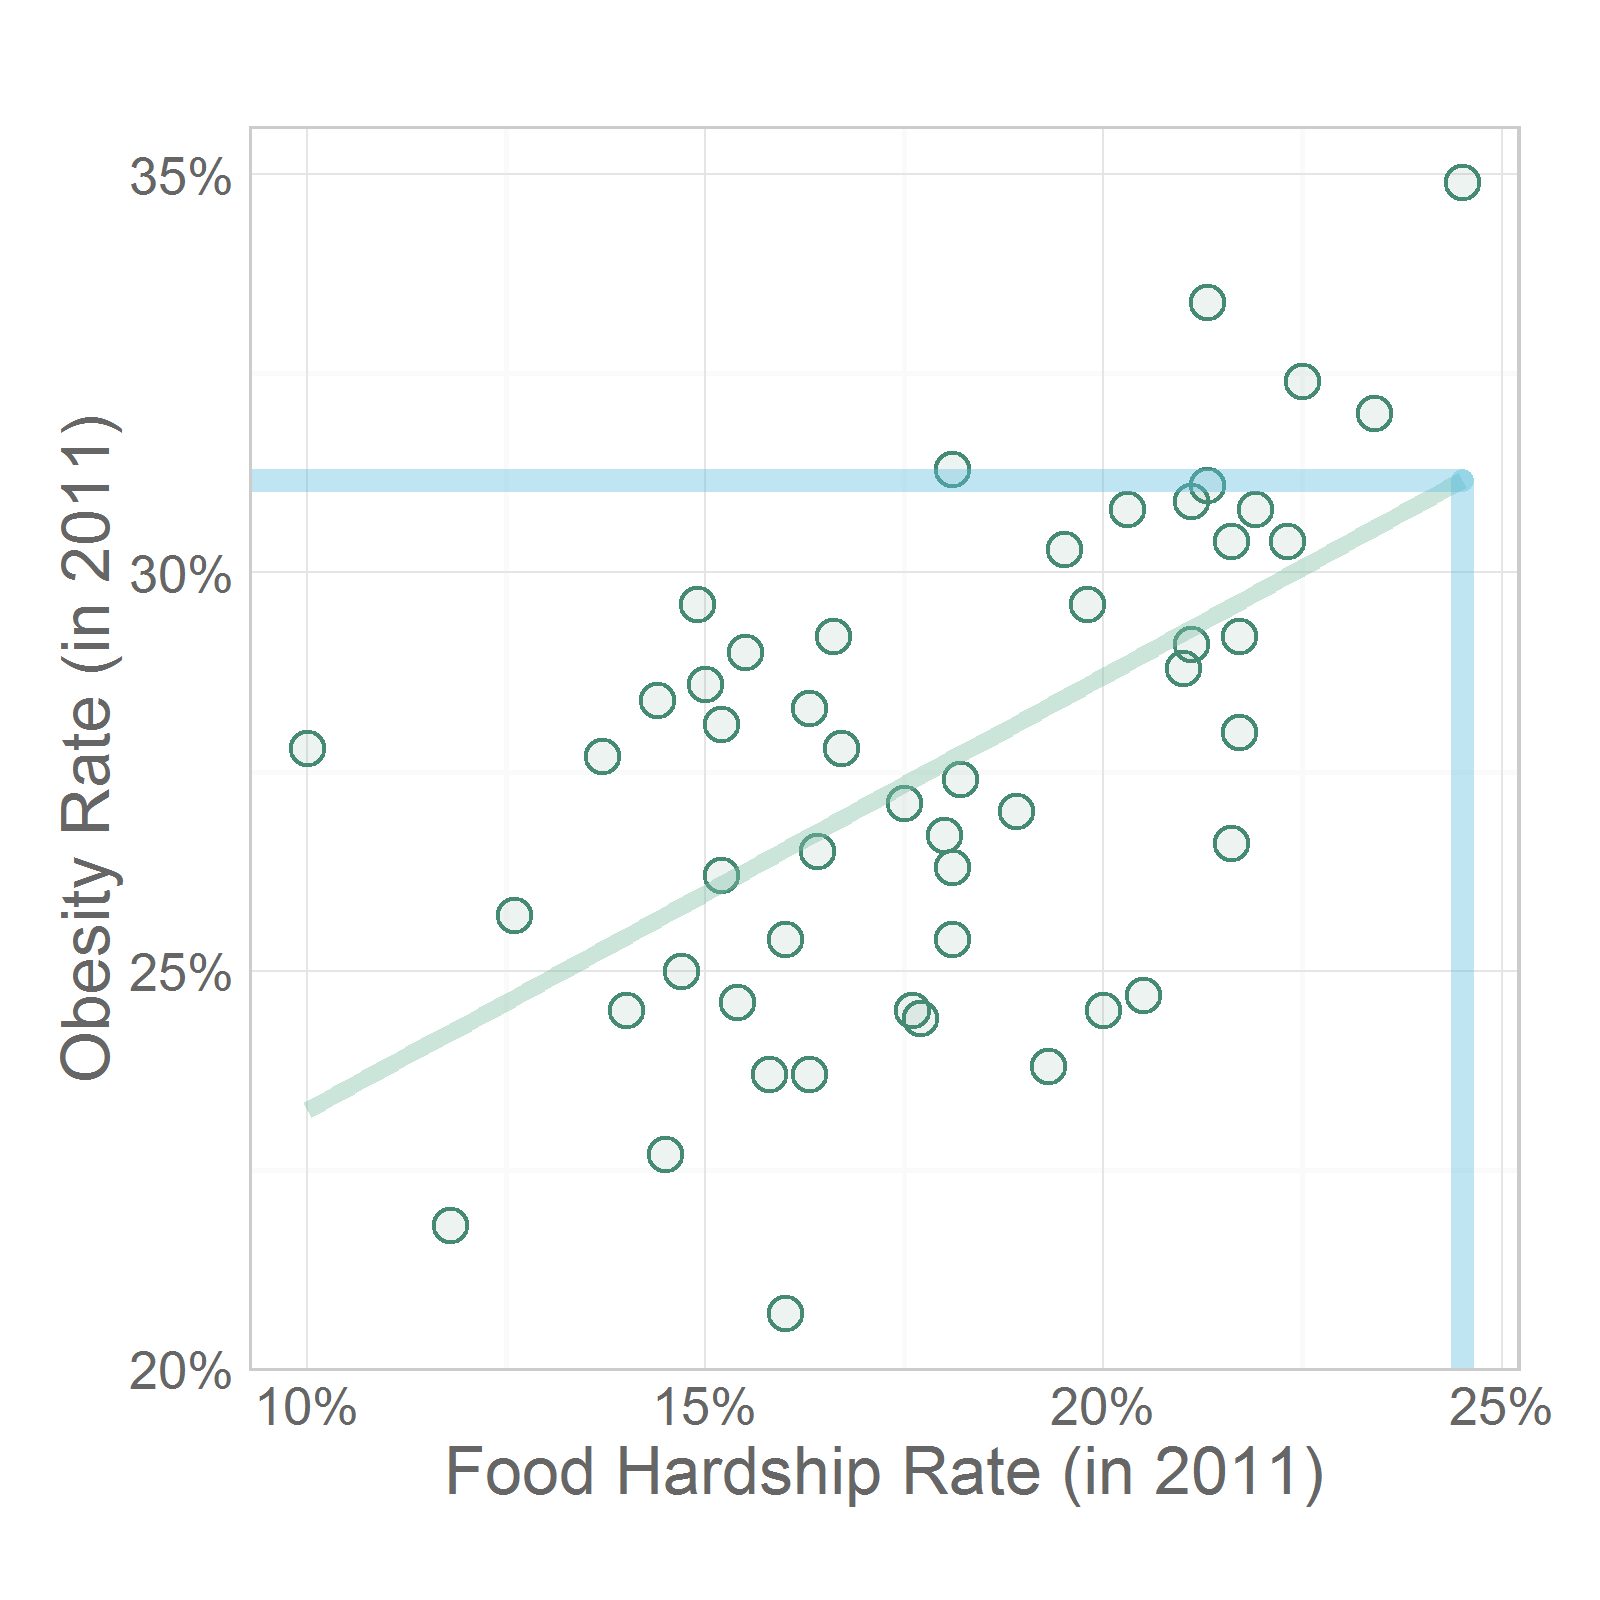 35%
30%
25%
20%
Obesity Rate (in 2011)
10% 15% 20% 25%
Food Hardship Rate (in 2011)